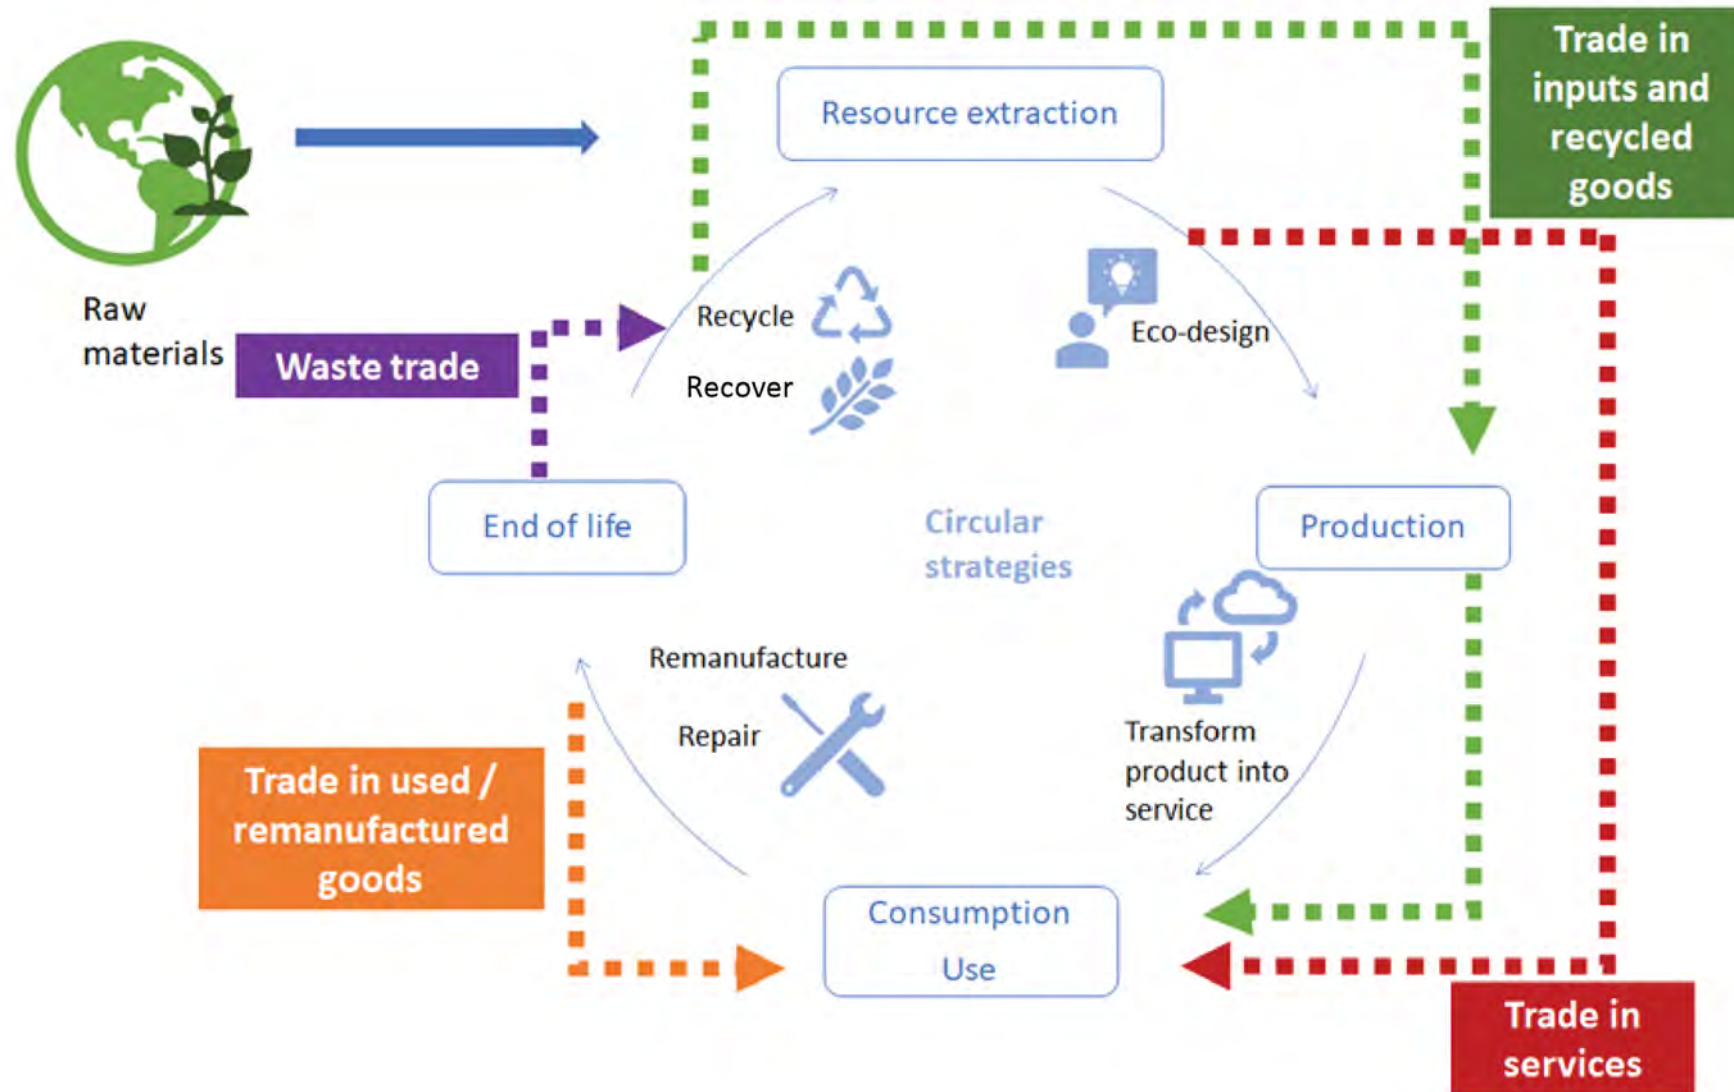 Trade in
inputs and
recycled
goods
Resource extraction
Raw
materials
Waste trade
Recycle
Recover
Eco-design
End of life
Circular
strategies
Production
Remanufacture
Repair
Transform
product into
service
Trade in used /
remanufactured
goods
Consumption
Use
Trade in
services